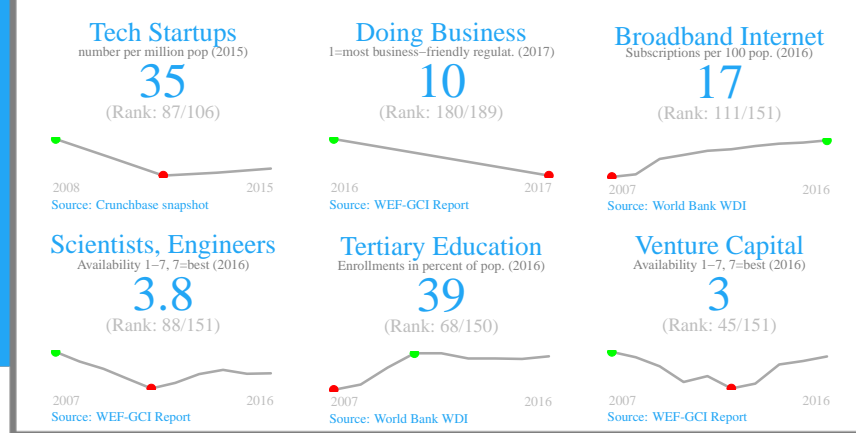 Tech Startups
number per million pop (2015)
35
(Rank: 87/106)
2008 2015
Source: Crunchbase snapshot
Doing Business
1=most business–friendly regulat. (2017)
10
(Rank: 180/189)
2016 2017
Source: WEF-GCI Report
Broadband Internet
Subscriptions per 100 pop. (2016)
17
(Rank: 111/151)
2007 2016
Source: World Bank WDI
Scientists, Engineers
Availability 1–7, 7=best (2016)
3.8
(Rank: 88/151)
2007 2016
Source: WEF-GCI Report
Tertiary Education
Enrollments in percent of pop. (2016)
39
(Rank: 68/150)
2007 2016
Source: World Bank WDI
Venture Capital
Availability 1–7, 7=best (2016)
3
(Rank: 45/151)
2007 2016
Source: WEF-GCI Report